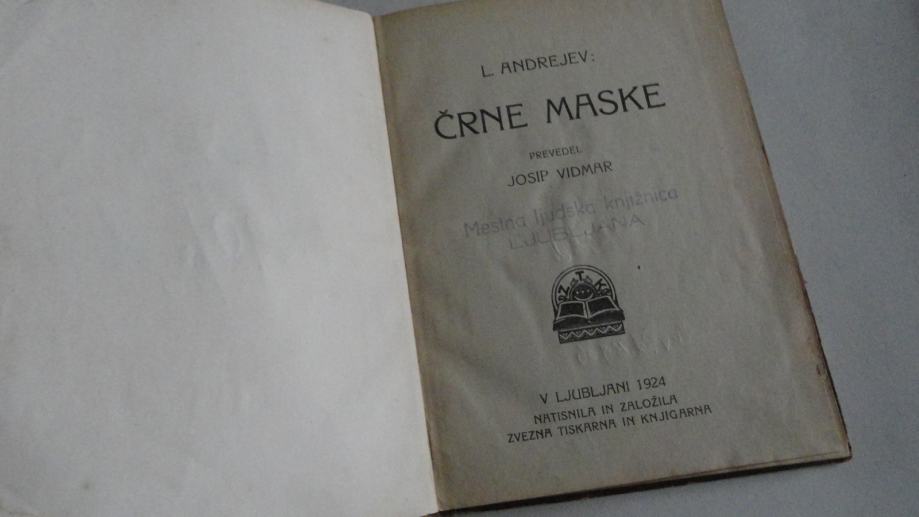 L. ANDREJEV:
ČRNE MASKE
PREVEDEL
JOSIP VIDMAR
Mestna ljudska knjižnica
LJUBLJANA
Z T K
V LJUBLJANI 1924
NATISNILA IN ZALOŽILA
ZVEZNA TISKARNA IN KNJIGARNA